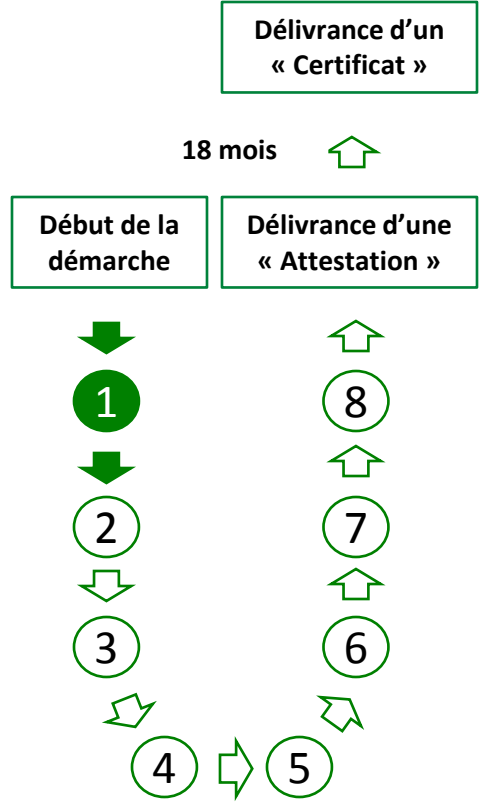 Délivrance d’un
« Certificat »
18 mois
Début de la
démarche
Délivrance d’une
« Attestation »
1
8
2
7
3
6
4
5